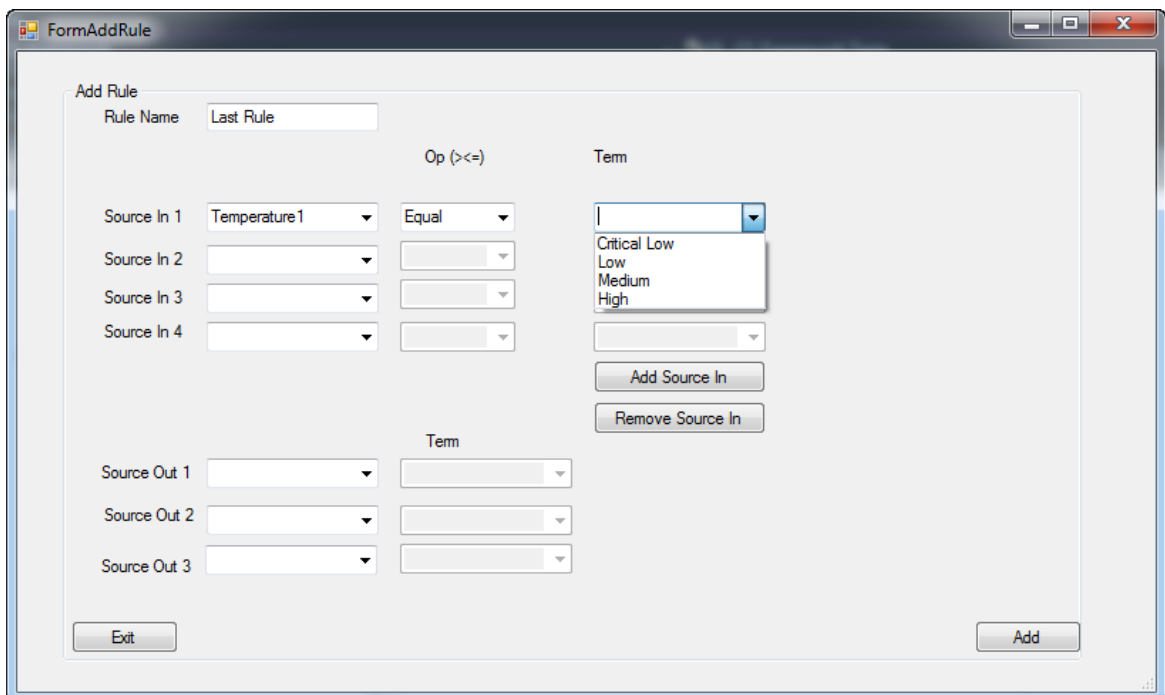 FormAddRule
Add Rule
Rule Name Last Rule
Op (><=) Term
Source In 1 Temperature1 Equal
Critical Low
Source In 2
Low
Medium
Source In 3
High
Source In 4
Add Source In
Remove Source In
Term
Source Out 1
Source Out 2
Source Out 3
Exit Add